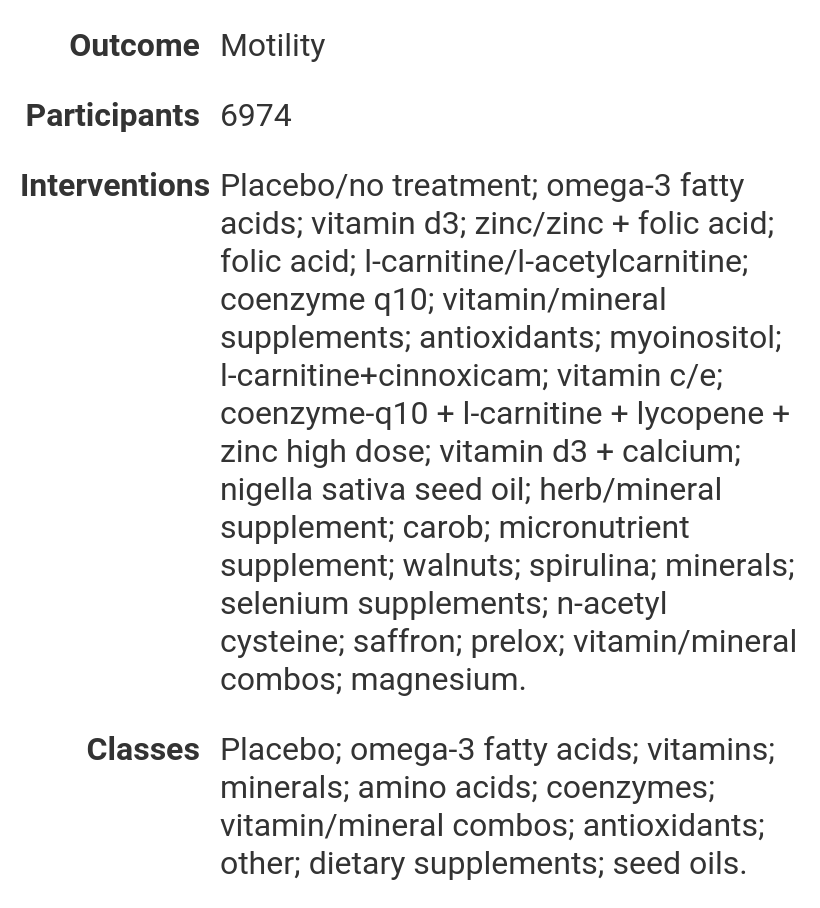 Outcome Motility
Participants 6974
Interventions Placebo/no treatment; omega-3 fatty
acids; vitamin d3; zinc/zinc + folic acid;
folic acid; l-carnitine/l-acetylcarnitine;
coenzyme q10; vitamin/mineral
supplements; antioxidants; myoinositol;
l-carnitine+cinnoxicam; vitamin c/e;
coenzyme-q10 + l-carnitine + lycopene +
zinc high dose; vitamin d3 + calcium;
nigella sativa seed oil; herb/mineral
supplement; carob; micronutrient
supplement; walnuts; spirulina; minerals;
selenium supplements; n-acetyl
cysteine; saffron; prelox; vitamin/mineral
combos; magnesium.
Classes Placebo; omega-3 fatty acids; vitamins;
minerals; amino acids; coenzymes;
vitamin/mineral combos; antioxidants;
other; dietary supplements; seed oils.